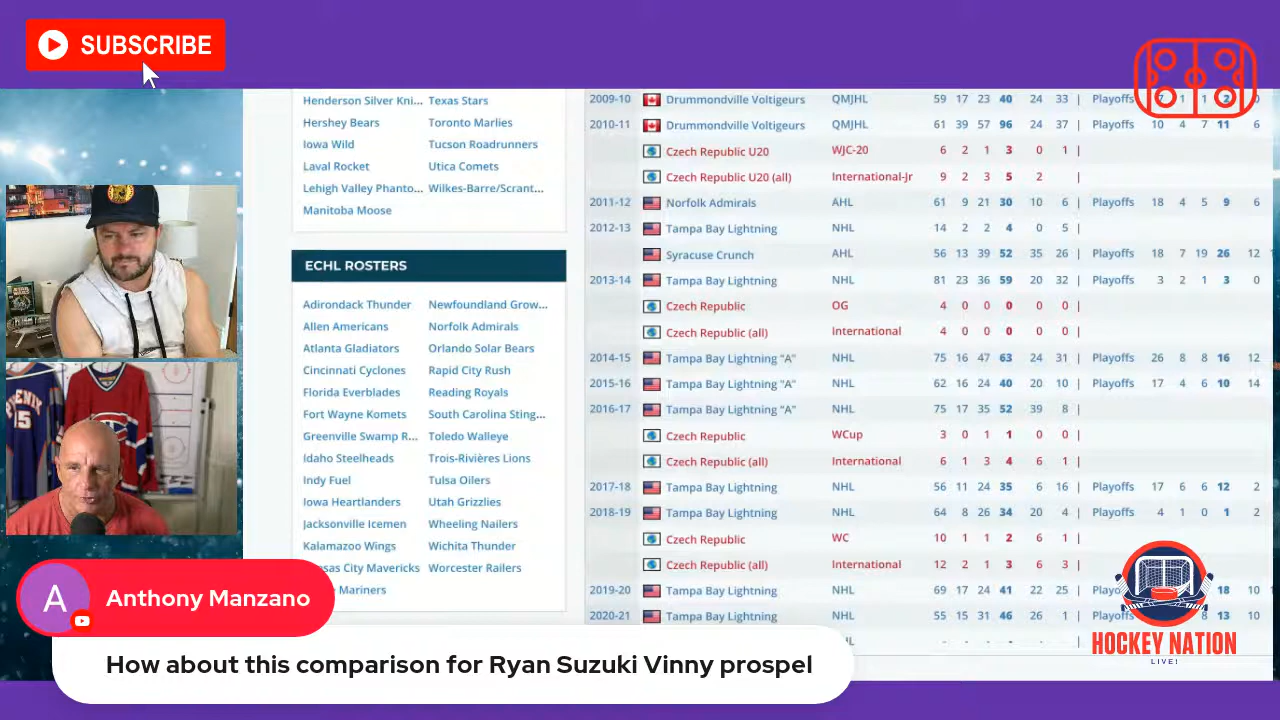 SUBSCRIBE
Henderson Silver Kni... Texas Stars
Hershey Bears Toronto Marlies
Iowa Wild Tucson Roadrunners
Laval Rocket Utica Comets
Lehigh Valley Phanto... Wilkes-Barre/Scrant...
Manitoba Moose
ECHL ROSTERS
Adirondack Thunder Newfoundland Grow...
Allen Americans Norfolk Admirals
Atlanta Gladiators Orlando Solar Bears
Cincinnati Cyclones Rapid City Rush
Florida Everblades Reading Royals
Fort Wayne Komets South Carolina Sting...
Greenville Swamp R... Toledo Walleye
Idaho Steelheads Trois-Rivières Lions
Indy Fuel Tulsa Oilers
Iowa Heartlanders Utah Grizzlies
Jacksonville Icemen Wheeling Nailers
Kalamazoo Wings Wichita Thunder
sas City Mavericks Worcester Railers
Mariners
2009-10 Drummondville Voltigeurs QMJHL 59 17 23 40 24 33 | Playoffs 7 1 1 2 0
2010-11 Drummondville Voltigeurs QMJHL 61 39 57 96 24 37 | Playoffs 10 4 7 11 6
Czech Republic U20 WJC-20 6 2 1 3 0 1 |
Czech Republic U20 (all) International-Jr 9 2 3 5 2 |
2011-12 Norfolk Admirals AHL 61 9 21 30 10 6 | Playoffs 18 4 5 9 6
2012-13 Tampa Bay Lightning NHL 14 2 2 4 0 5 |
Syracuse Crunch AHL 56 13 39 52 35 26 | Playoffs 18 7 19 26 12
2013-14 Tampa Bay Lightning NHL 81 23 36 59 20 32 | Playoffs 3 2 1 3 0
Czech Republic OG 4 0 0 0 0 0 |
Czech Republic (all) International 4 0 0 0 0 0 |
2014-15 Tampa Bay Lightning "A" NHL 75 16 47 63 24 31 | Playoffs 26 8 8 16 12
2015-16 Tampa Bay Lightning "A" NHL 62 16 24 40 20 10 | Playoffs 17 4 6 10 14
2016-17 Tampa Bay Lightning "A" NHL 75 17 35 52 39 8 |
Czech Republic WCup 3 0 1 1 0 0 |
Czech Republic (all) International 6 1 3 4 6 1 |
2017-18 Tampa Bay Lightning NHL 56 11 24 35 6 16 | Playoffs 17 6 6 12 2
2018-19 Tampa Bay Lightning NHL 64 8 26 34 20 4 | Playoffs 4 1 0 1 2
Czech Republic WC 10 1 1 2 6 1 |
Czech Republic (all) International 12 2 1 3 6 3 |
2019-20 Tampa Bay Lightning NHL 69 17 24 41 22 25 | Playo 18 10
2020-21 Tampa Bay Lightning NHL 55 15 31 46 26 1 | Playo 8 13 10
HOCKEY NATION
LIVE!
15
A Anthony Manzano
How about this comparison for Ryan Suzuki Vinny prospel